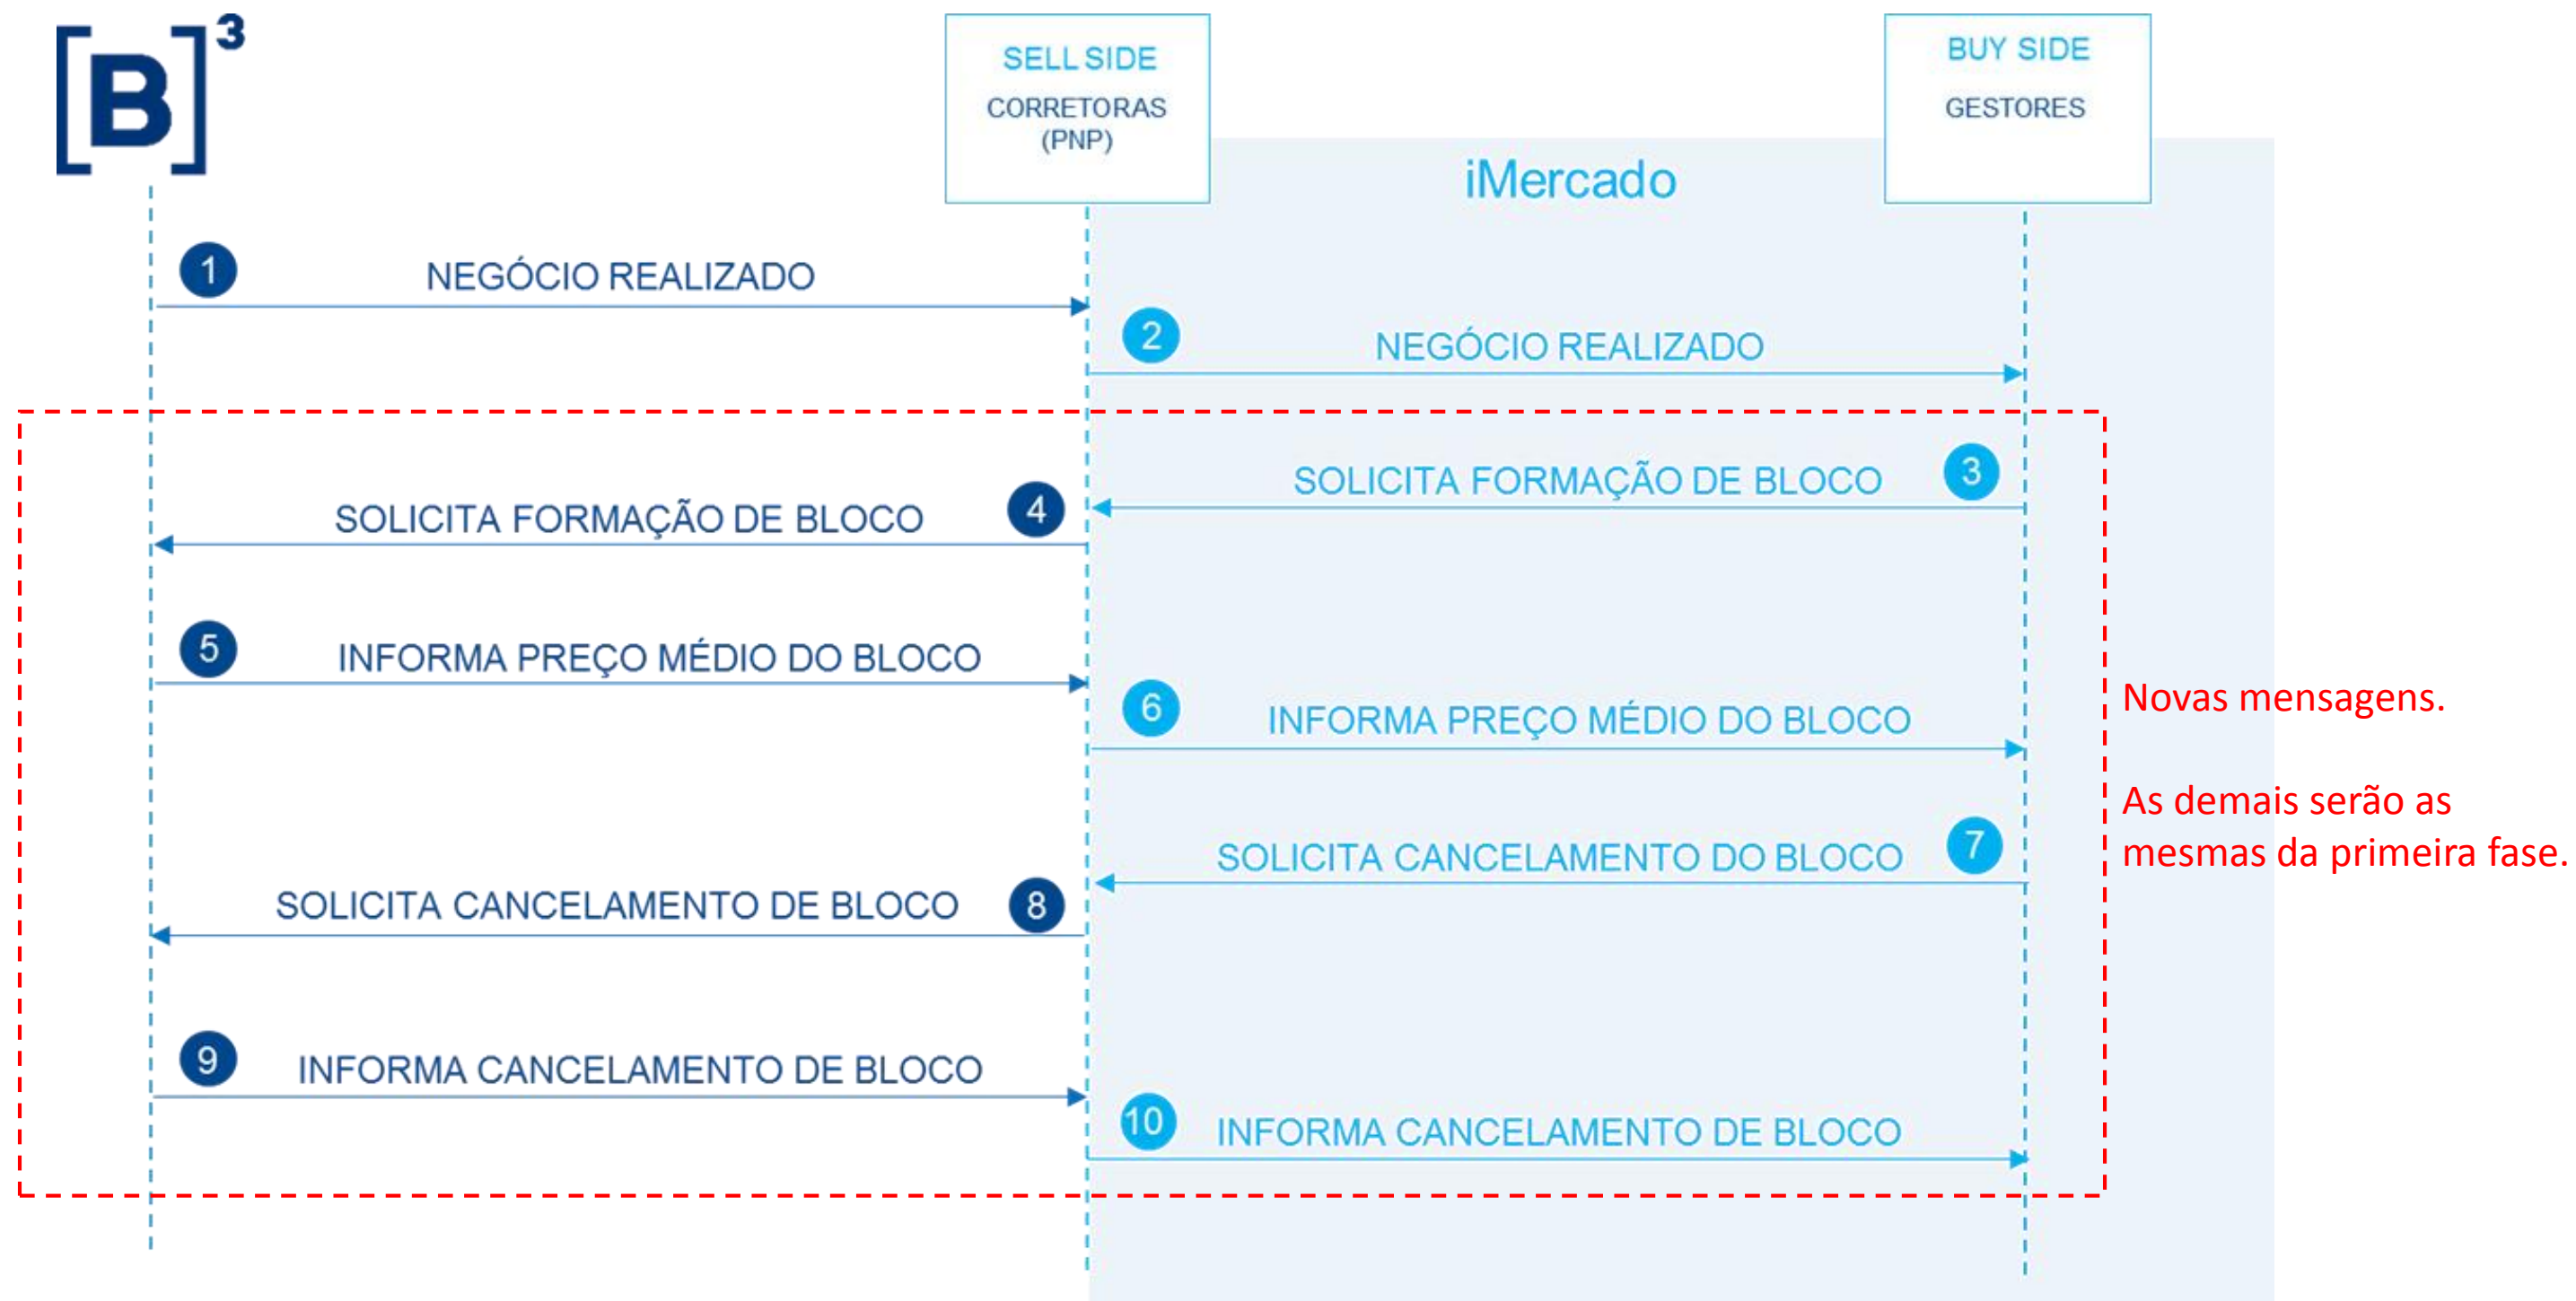 [B]³
SELL SIDE
CORRETORAS
(PNP)
BUY SIDE
GESTORES
iMercado
1
NEGÓCIO REALIZADO
2
NEGÓCIO REALIZADO
3
SOLICITA FORMAÇÃO DE BLOCO
4
SOLICITA FORMAÇÃO DE BLOCO
5
INFORMA PREÇO MÉDIO DO BLOCO
6
INFORMA PREÇO MÉDIO DO BLOCO
7
SOLICITA CANCELAMENTO DO BLOCO
8
SOLICITA CANCELAMENTO DE BLOCO
9
INFORMA CANCELAMENTO DE BLOCO
10
INFORMA CANCELAMENTO DE BLOCO
Novas mensagens.
As demais serão as
mesmas da primeira fase.